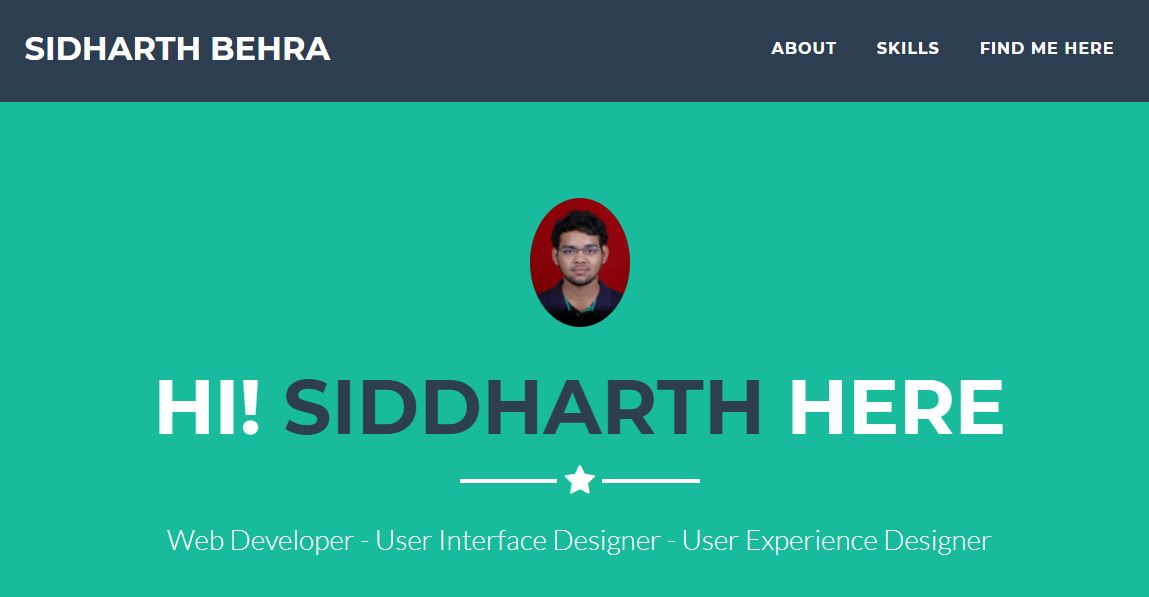 SIDHARTH BEHRA
ABOUT SKILLS FIND ME HERE
HI! SIDDHARTH HERE
Web Developer - User Interface Designer - User Experience Designer